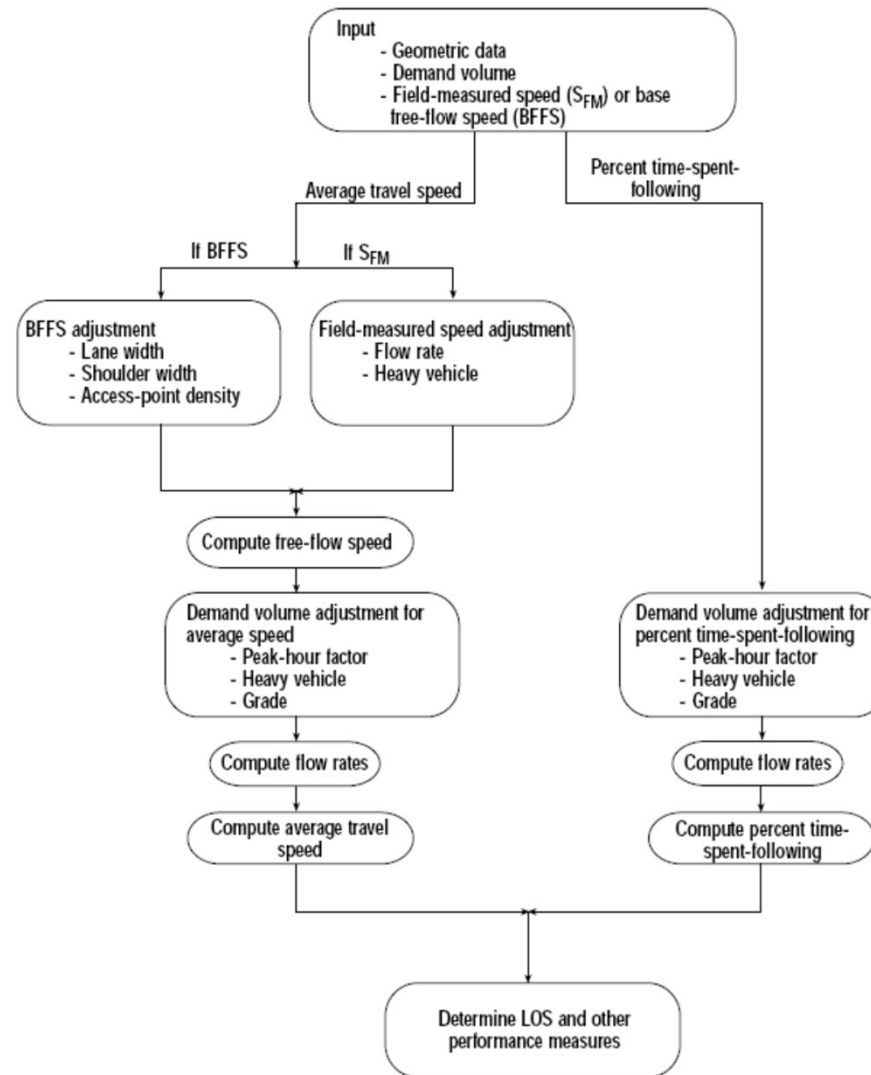 Input
- Geometric data
- Demand volume
- Field-measured speed (SFM) or base
free-flow speed (BFFS)
Average travel speed
Percent time-spent-
following
If BFFS
If SFM
BFFS adjustment
- Lane width
- Shoulder width
- Access-point density
Field-measured speed adjustment
- Flow rate
- Heavy vehicle
Compute free-flow speed
Demand volume adjustment for
average speed
- Peak-hour factor
- Heavy vehicle
- Grade
Demand volume adjustment for
percent time-spent-following
- Peak-hour factor
- Heavy vehicle
- Grade
Compute flow rates
Compute flow rates
Compute average travel
speed
Compute percent time-
spent-following
Determine LOS and other
performance measures